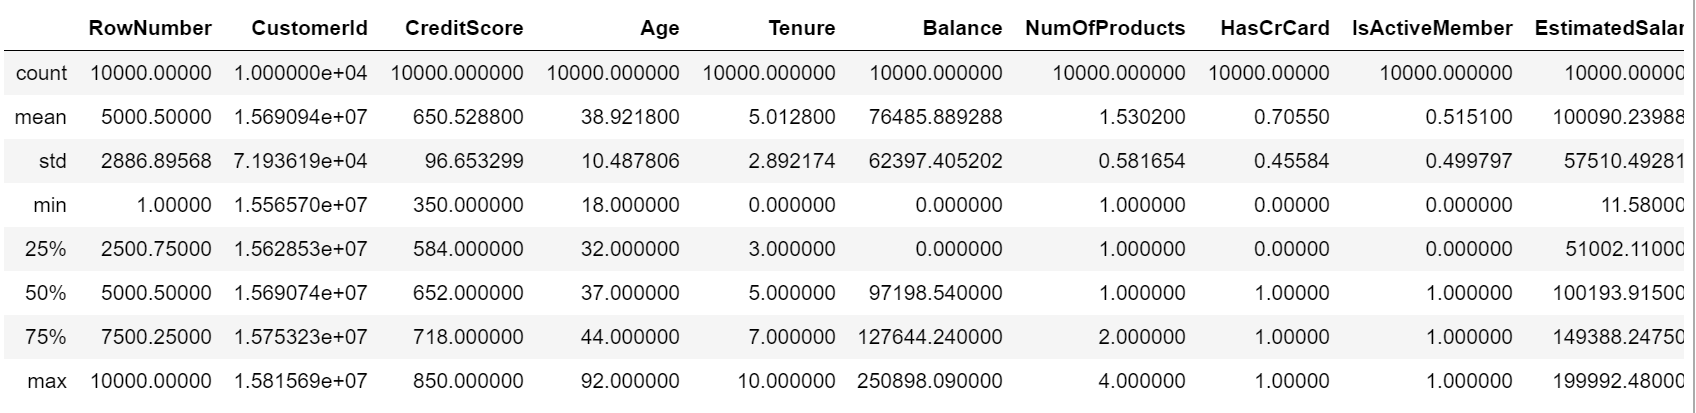 RowNumber CustomerId CreditScore Age Tenure Balance NumOfProducts HasCrCard IsActiveMember EstimatedSalar
count 10000.00000 1.000000e+04 10000.000000 10000.000000 10000.000000 10000.000000 10000.000000 10000.00000 10000.000000 10000.00000
mean 5000.50000 1.569094e+07 650.528800 38.921800 5.012800 76485.889288 1.530200 0.70550 0.515100 100090.23988
std 2886.89568 7.193619e+04 96.653299 10.487806 2.892174 62397.405202 0.581654 0.45584 0.499797 57510.49281
min 1.00000 1.556570e+07 350.000000 18.000000 0.000000 0.000000 1.000000 0.00000 0.000000 11.58000
25% 2500.75000 1.562853e+07 584.000000 32.000000 3.000000 0.000000 1.000000 0.00000 0.000000 51002.11000
50% 5000.50000 1.569074e+07 652.000000 37.000000 5.000000 97198.540000 1.000000 1.00000 1.000000 100193.91500
75% 7500.25000 1.575323e+07 718.000000 44.000000 7.000000 127644.240000 2.000000 1.00000 1.000000 149388.24750
max 10000.00000 1.581569e+07 850.000000 92.000000 10.000000 250898.090000 4.000000 1.00000 1.000000 199992.48000